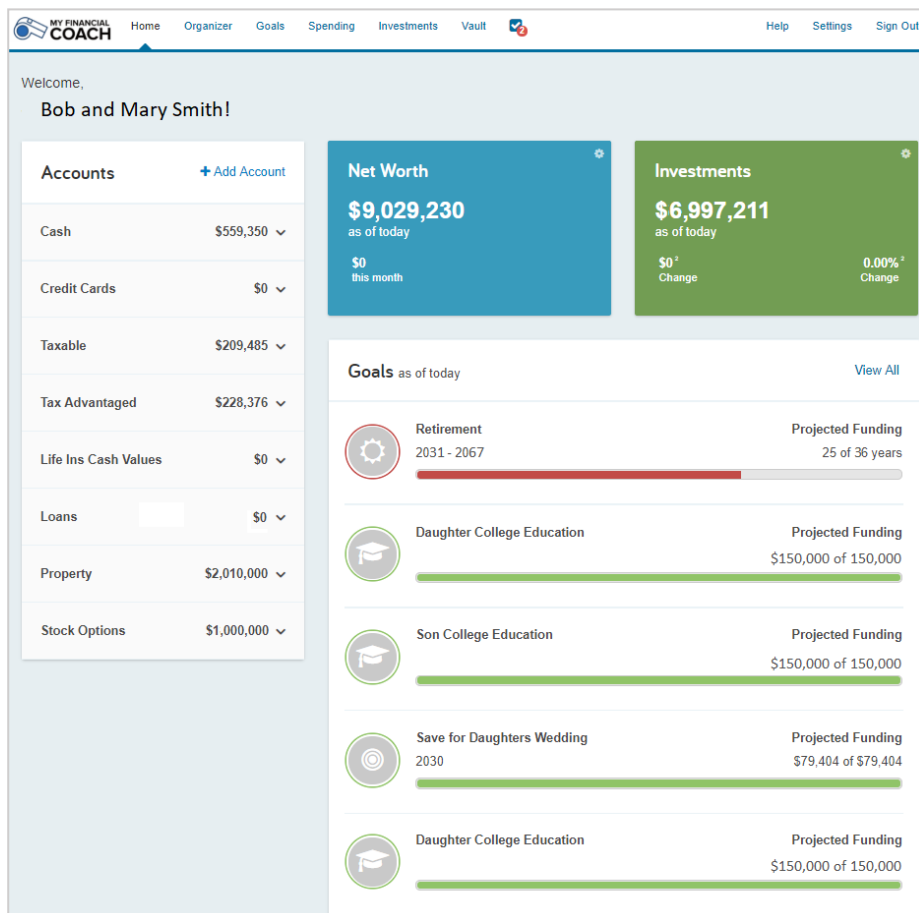 MY FINANCIAL
COACH
Home Organizer Goals Spending Investments Vault 2 Help Settings Sign Out
Welcome,
Bob and Mary Smith!
Accounts + Add Account
Cash $559,350
Credit Cards $0
Taxable $209,485
Tax Advantaged $228,376
Life Ins Cash Values $0
Loans $0
Property $2,010,000
Stock Options $1,000,000
Net Worth
$9,029,230
as of today
$0
this month
Investments
$6,997,211
as of today
$0 2 0.00% 2
Change Change
Goals as of today View All
Retirement Projected Funding
2031 - 2067 25 of 36 years
Daughter College Education Projected Funding
$150,000 of 150,000
Son College Education Projected Funding
$150,000 of 150,000
Save for Daughters Wedding Projected Funding
2030 $79,404 of $79,404
Daughter College Education Projected Funding
$150,000 of 150,000